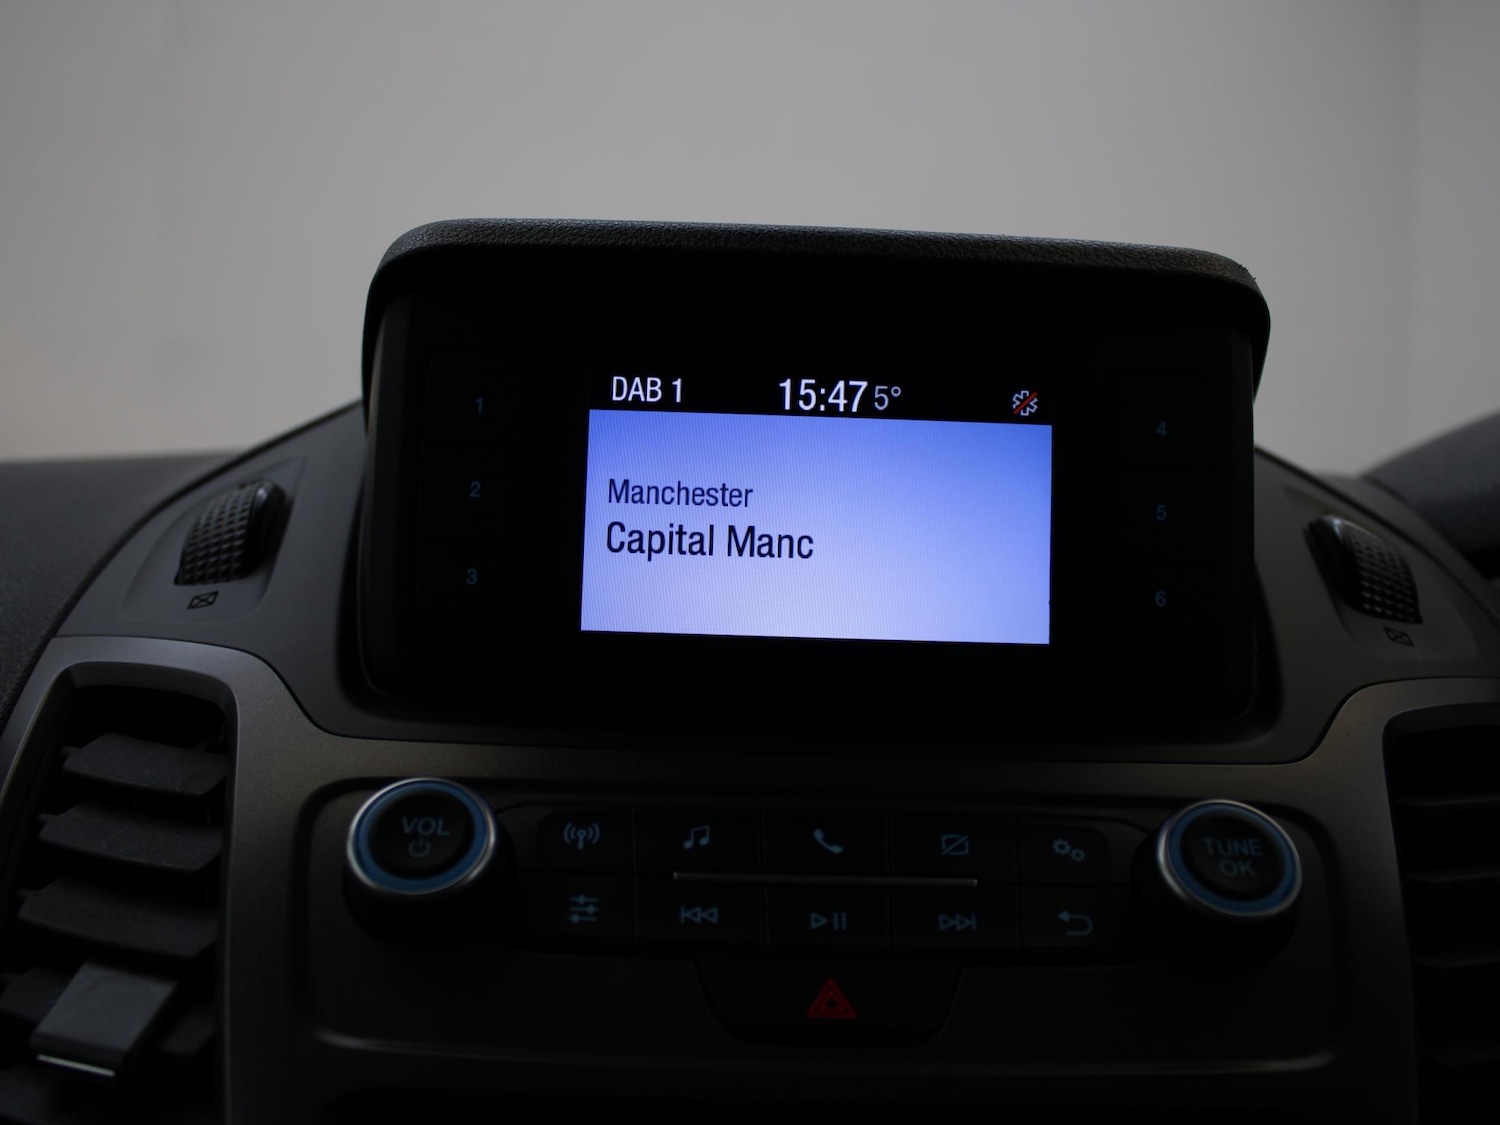 DAB 1 15:47 5°
1
4
Manchester
2
5
Capital Manc
3
6
VOL
TUNE
OK